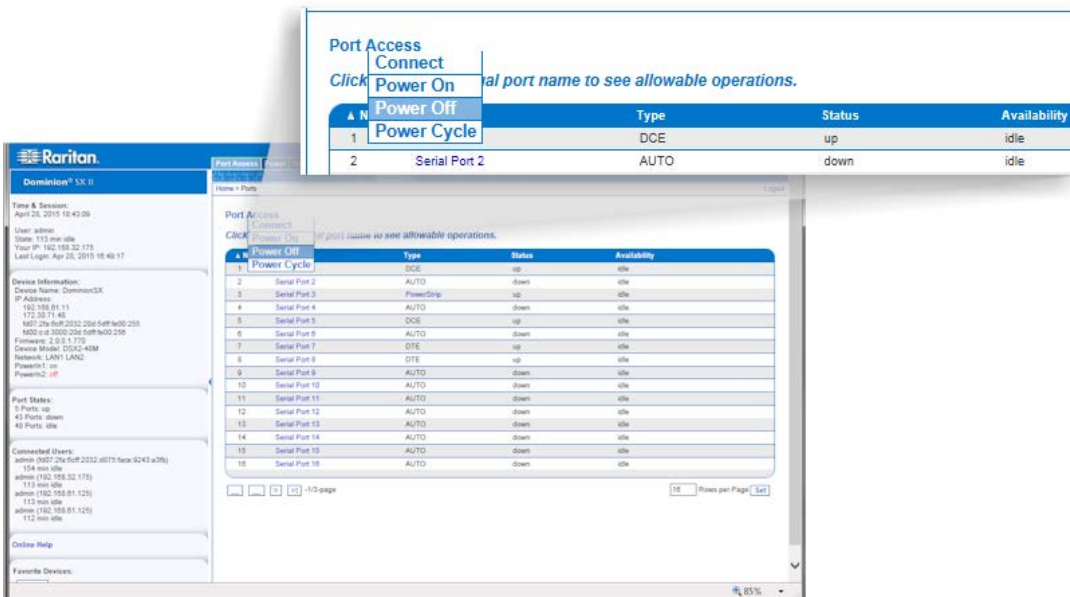 Port Access
Connect
Click
Power On
ual port name to see allowable operations.
Power Off
Power Cycle
▲ N Type Status Availability
1 DCE up idle
2 Serial Port 2 AUTO down idle
Raritan.
Dominion® SX II
Port Access Power
Home > Ports
Logout
Time & Session:
April 28, 2015 18:43:09
User: admin
State: 113 min idle
Your IP: 192.168.32.175
Last Login: Apr 28, 2015 16:49:17
Device Information:
Device Name: DominionSX
IP Address:
192.168.61.11
172.30.71.48
Device Model: DSX2-48M
Network: LAN1 LAN2
PowerIn1: on
PowerIn2: off
Port States:
5 Ports: up
43 Ports: down
48 Ports: idle
Connected Users:
154 min idle
admin (192.168.32.175)
113 min idle
admin (192.168.61.125)
113 min idle
admin (192.168.61.125)
112 min idle
Online Help
Favorite Devices:
Port Access
Connect
Click
Power On
port name to see allowable operations.
Power Off
Power Cycle
▲ N Type Status Availability
1 DCE up idle
2 Serial Port 2 AUTO down idle
3 Serial Port 3 PowerStrip up idle
4 Serial Port 4 AUTO down idle
5 Serial Port 5 DCE up idle
6 Serial Port 6 AUTO down idle
7 Serial Port 7 DTE up idle
8 Serial Port 8 DTE up idle
9 Serial Port 9 AUTO down idle
10 Serial Port 10 AUTO down idle
11 Serial Port 11 AUTO down idle
12 Serial Port 12 AUTO down idle
13 Serial Port 13 AUTO down idle
14 Serial Port 14 AUTO down idle
15 Serial Port 15 AUTO down idle
16 Serial Port 16 AUTO down idle
... ... > >| -1/3-page
16 Rows per Page Set
85%